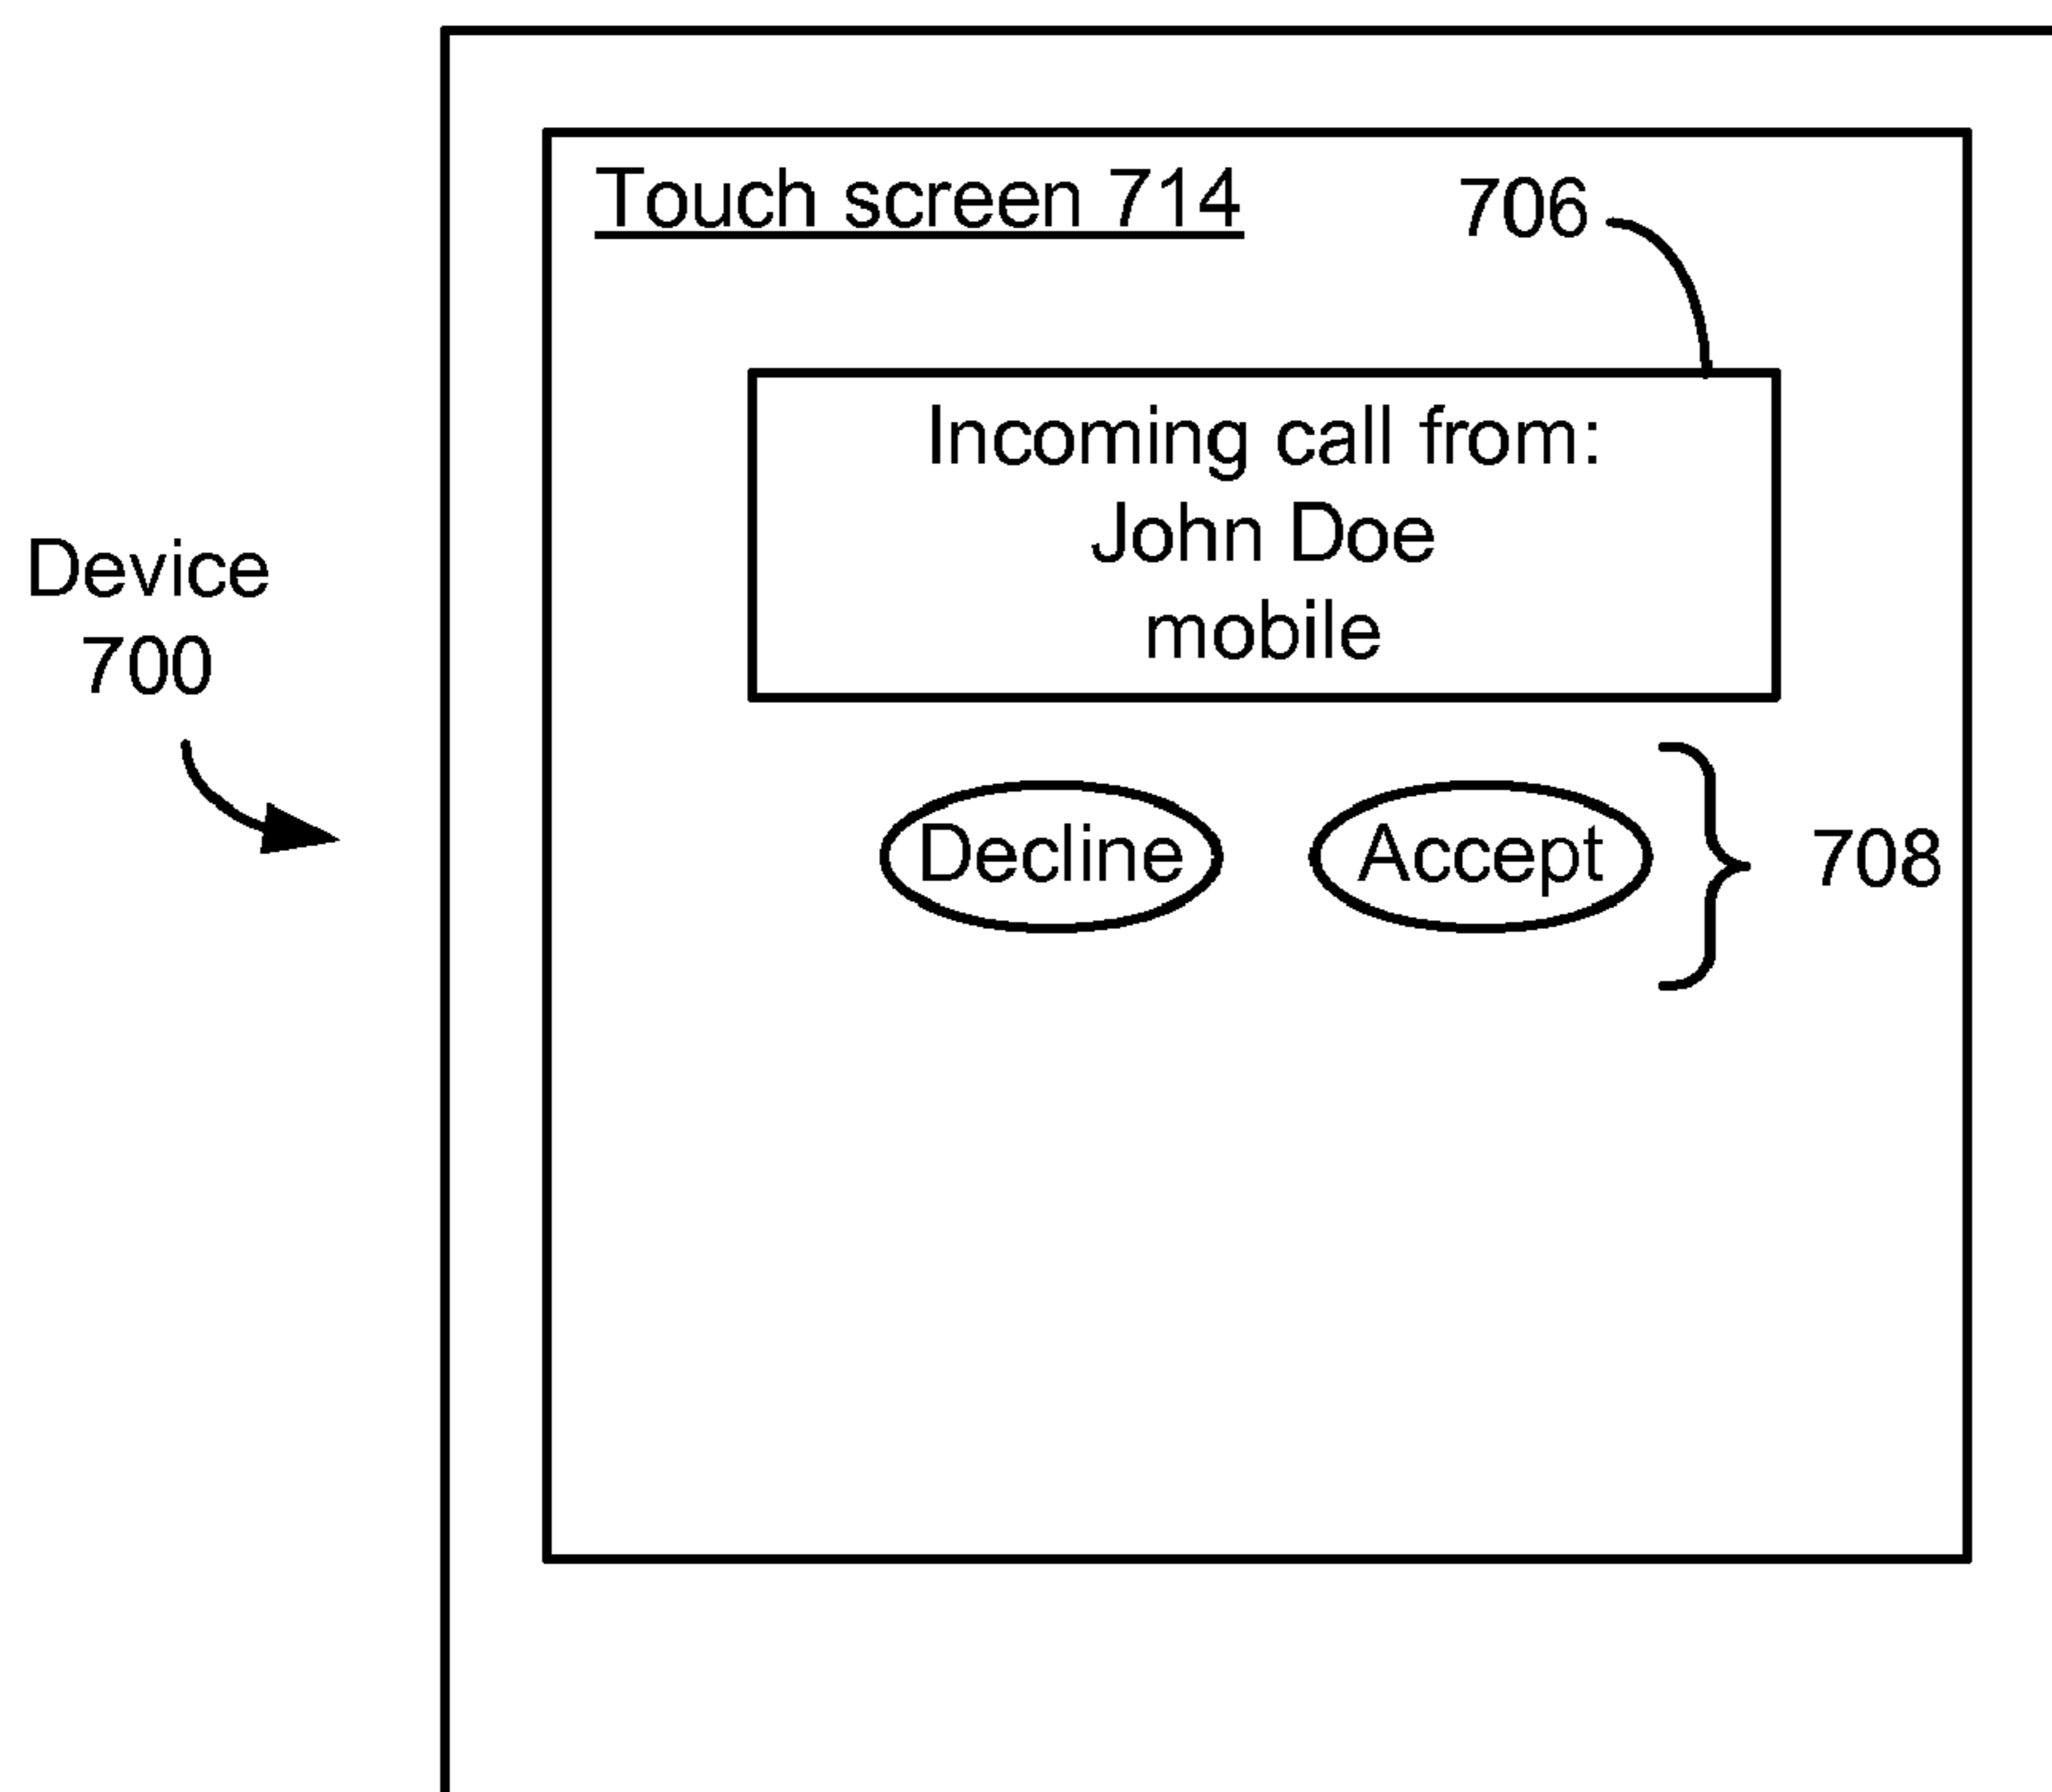 Touch screen 714
706
Incoming call from:
John Doe
mobile
Device
700
Decline
Accept
708